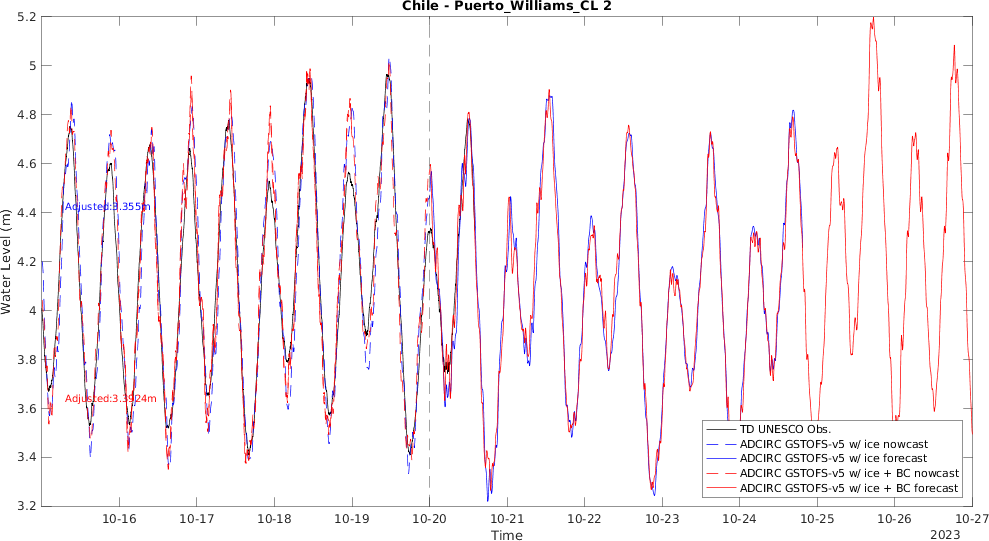 Chile - Puerto_Williams_CL 2
5.2
5
4.8
4.6
4.4
4.2
4
3.8
3.6
3.4
3.2
Water Level (m)
Adjusted:3.355m
Adjusted:3.3924m
TD UNESCO Obs.
ADCIRC GSTOFS-v5 w/ ice nowcast
ADCIRC GSTOFS-v5 w/ ice forecast
ADCIRC GSTOFS-v5 w/ ice + BC nowcast
ADCIRC GSTOFS-v5 w/ ice + BC forecast
10-16
10-17
10-18
10-19
10-20
10-21
10-22
10-23
10-24
10-25
10-26
10-27
Time
2023